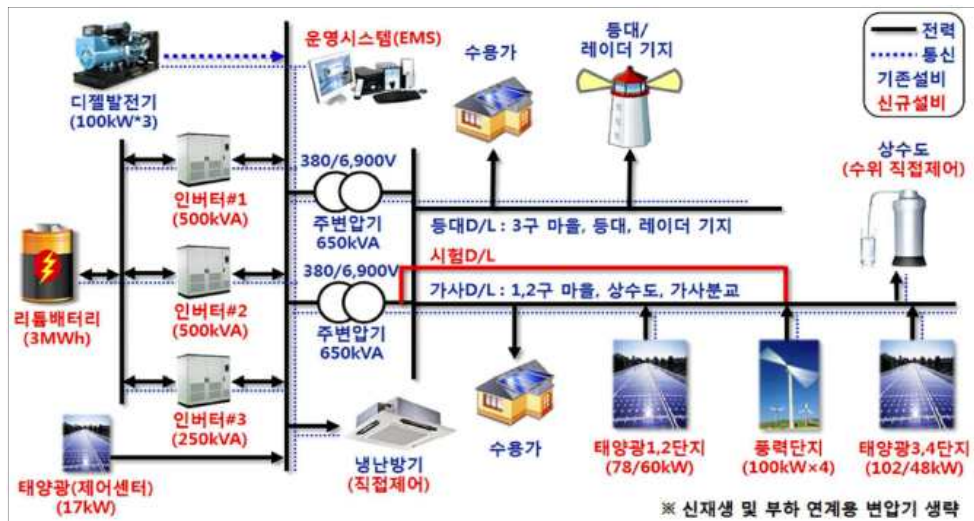 운영시스템(EMS)
수용가
등대/
레이더 기지
전력
통신
기존설비
신규설비
디젤발전기
(100kW*3)
상수도
(수위 직접제어)
380/6,900V
인버터#1
(500kVA)
주변압기
650kVA
등대D/L : 3구 마을, 등대, 레이더 기지
시험D/L
380/6,900V
가사D/L : 1,2구 마을, 상수도, 가사분교
리튬배터리
(3MWh)
인버터#2
(500kVA)
주변압기
650kVA
인버터#3
(250kVA)
태양광(제어센터)
(17kW)
냉난방기
(직접제어)
수용가
태양광1,2단지
(78/60kW)
풍력단지
(100kW×4)
태양광3,4단지
(102/48kW)
※ 신재생 및 부하 연계용 변압기 생략